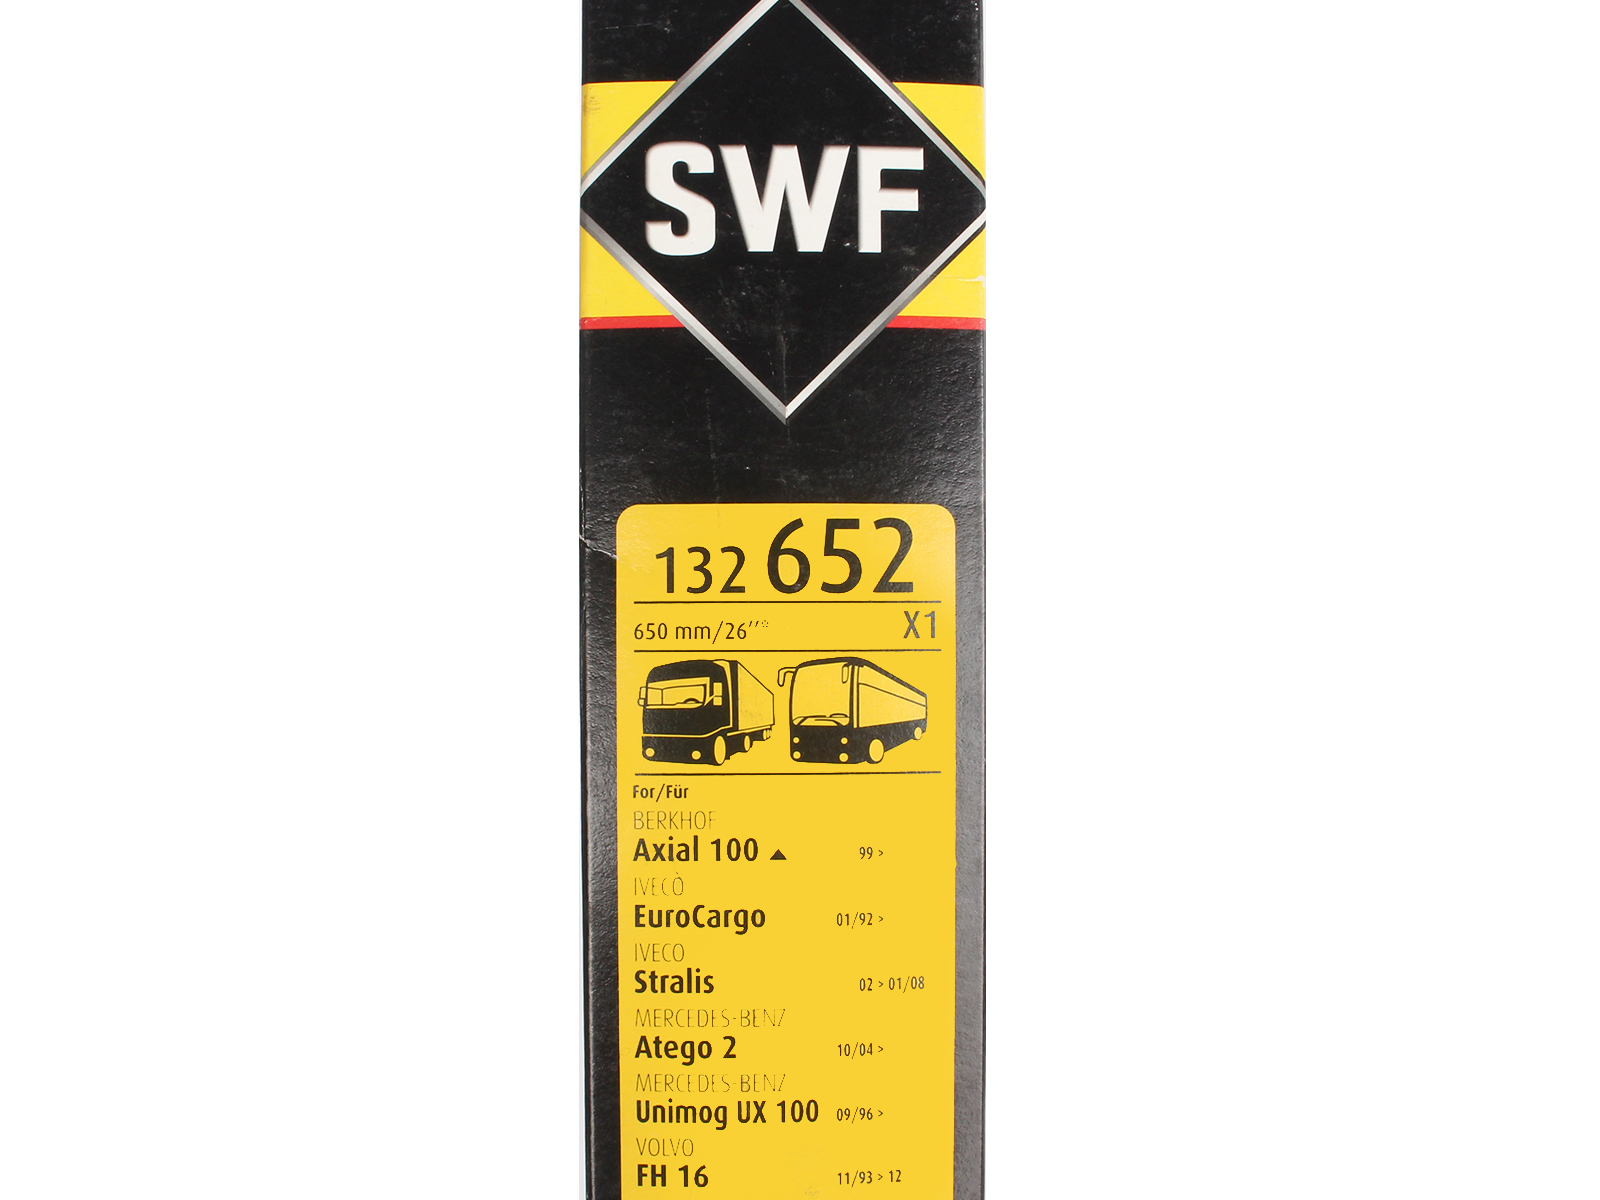 SWF
132 652
650 mm/26″* X1
For/Für
BERKHOF
Axial 100 ▲ 99 >
IVECÒ
EuroCargo 01/92 >
IVECO
Stralis 02 > 01/08
MERCEDES-BENZ
Atego 2 10/04 >
MERCEDES-BENZ
Unimog UX 100 09/96 >
VOLVO
FH 16 11/93 > 12